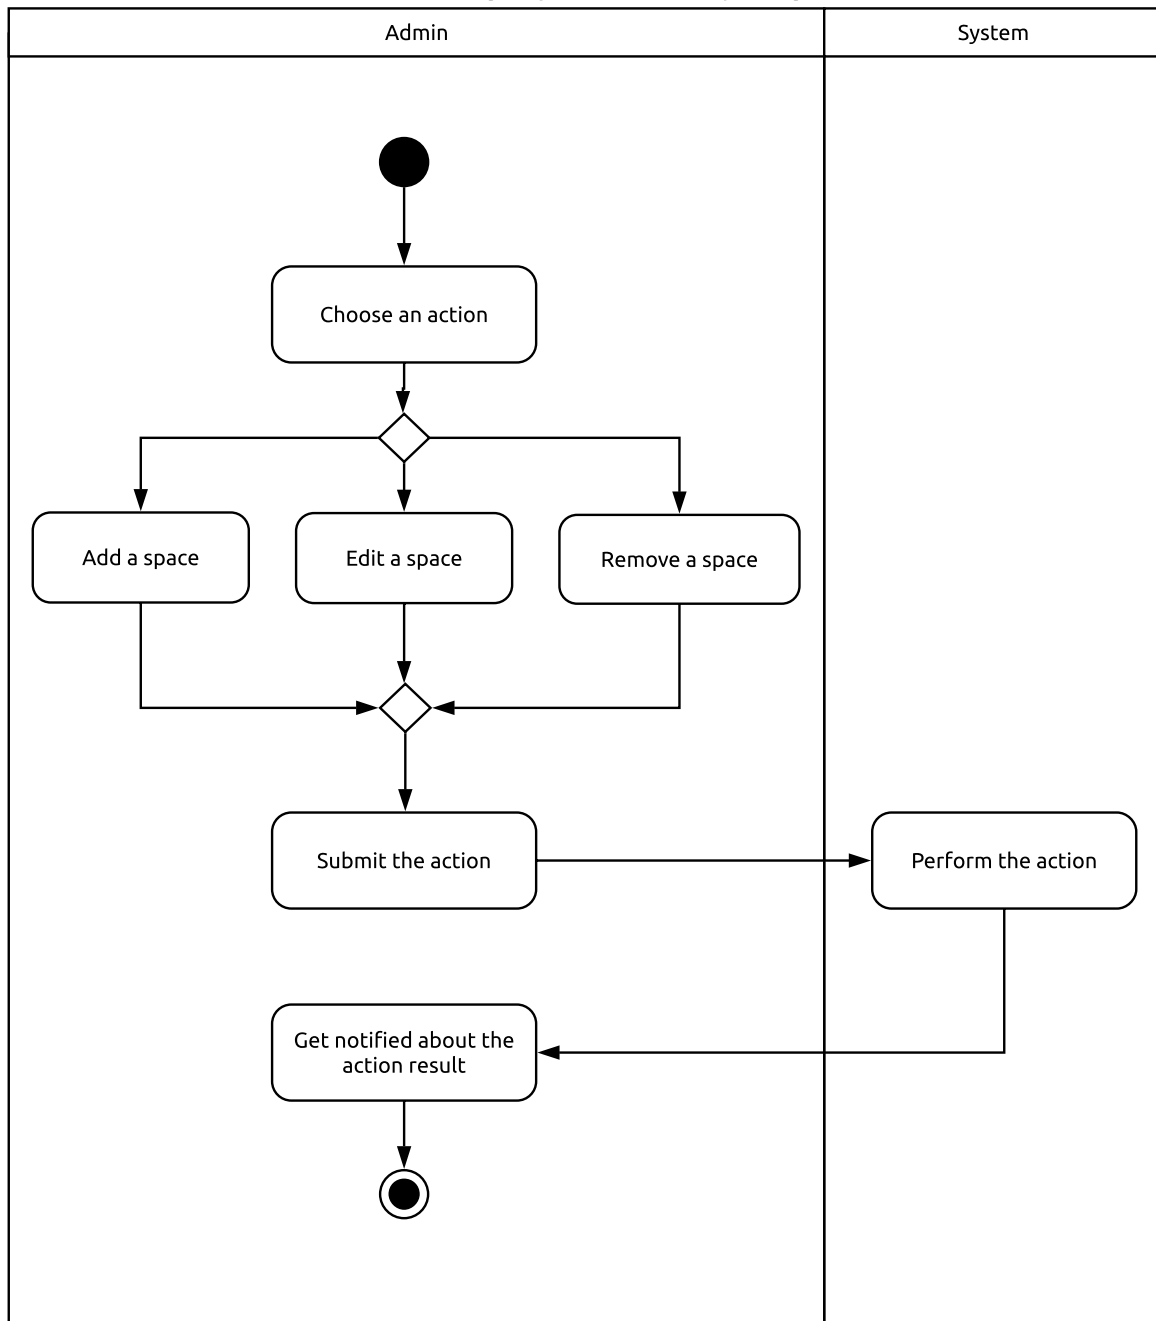 Admin
System
Choose an action
Add a space
Edit a space
Remove a space
Submit the action
Perform the action
Get notified about the
action result